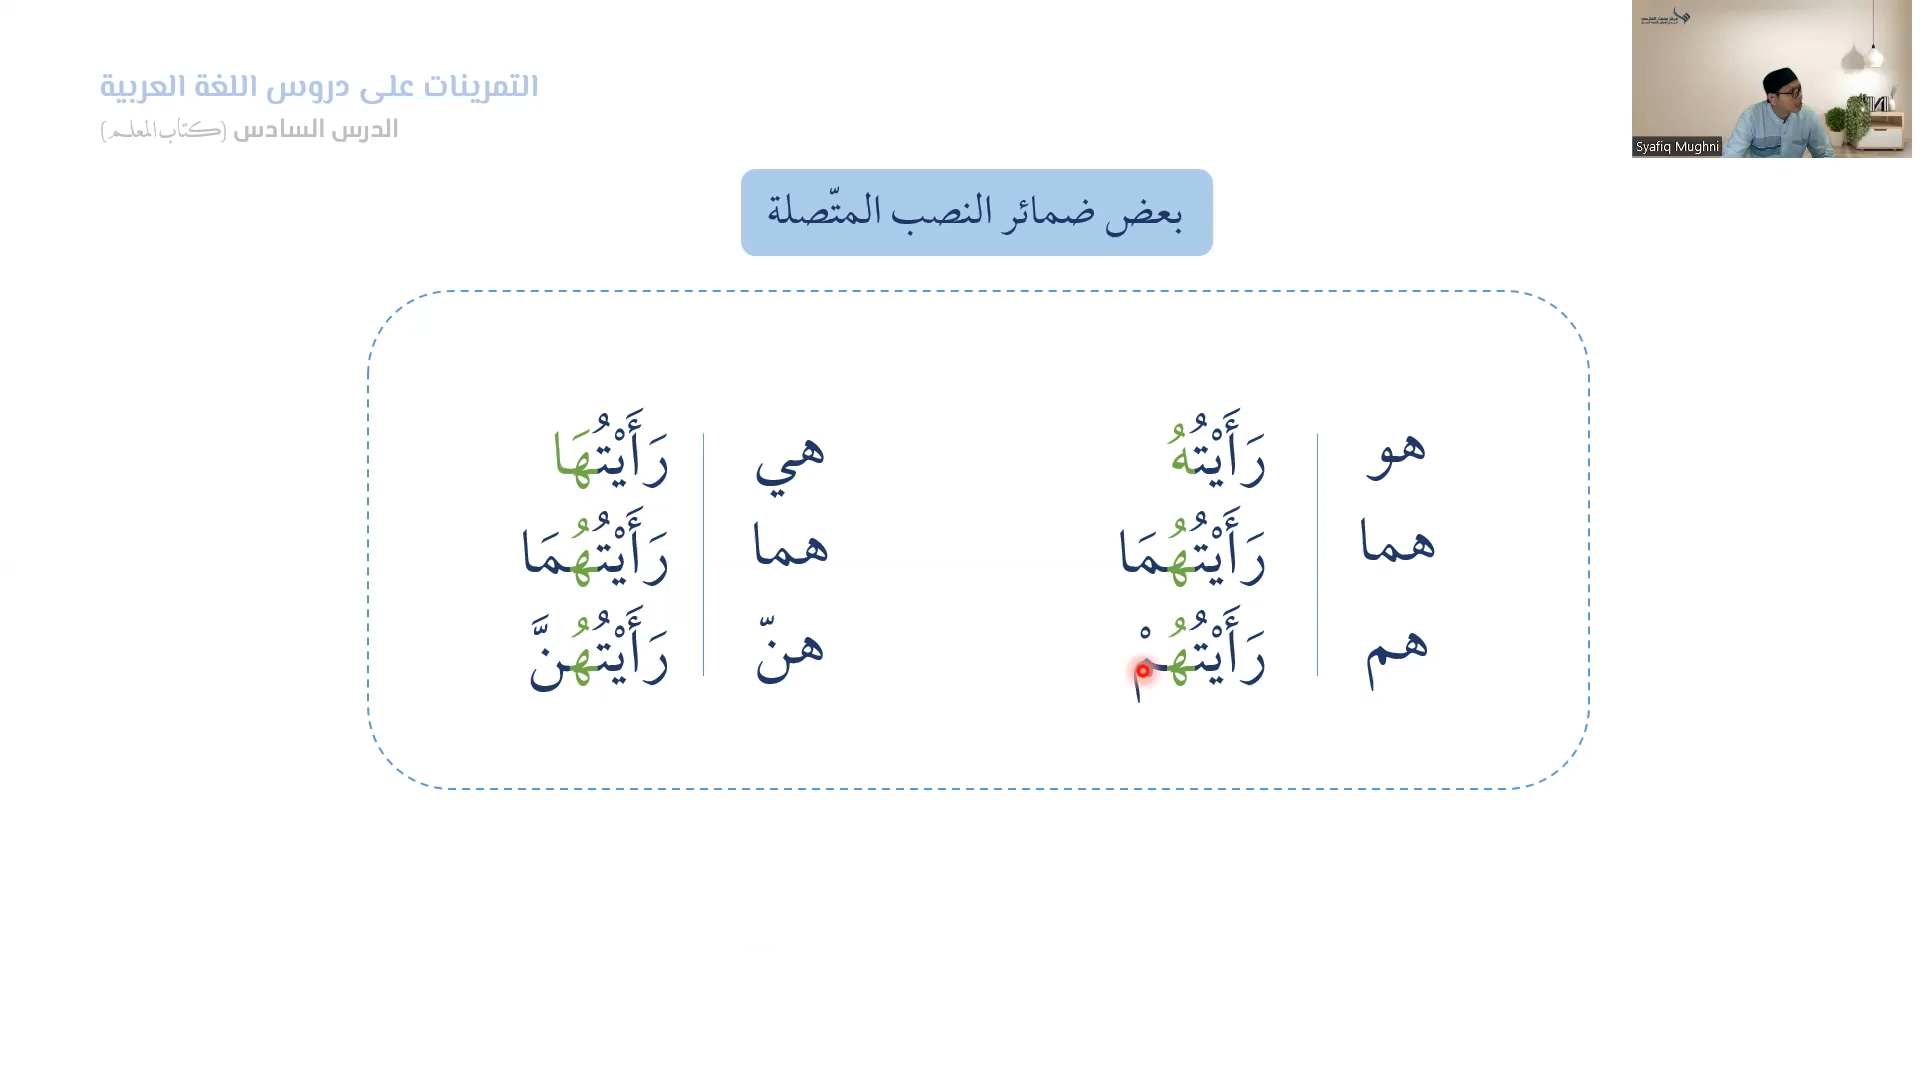 التمرينات على دروس اللغة العربية
الدرس السادس (كتاب المعلم)
Syafiq Mughni
بعض ضمائر النصب المتّصلة
هو رَأَيْتُهُ
هما رَأَيْتُهُمَا
هم رَأَيْتُهُمْ
هي رَأَيْتُهَا
هما رَأَيْتُهُمَا
هنّ رَأَيْتُهُنَّ